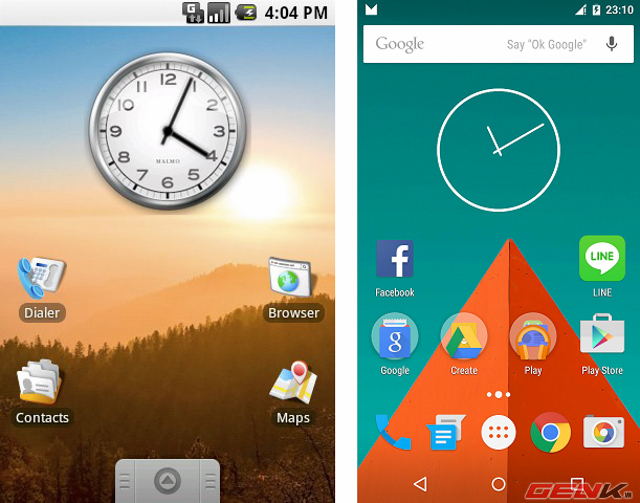 G
4:04 PM
12
1
2
3
4
5
6
7
8
9
10
11
MALMO
Dialer
Browser
Contacts
Maps
23:10
Google
Say "Ok Google"
f
LINE
Facebook
LINE
g
Google
Create
Play
Play Store
GENK